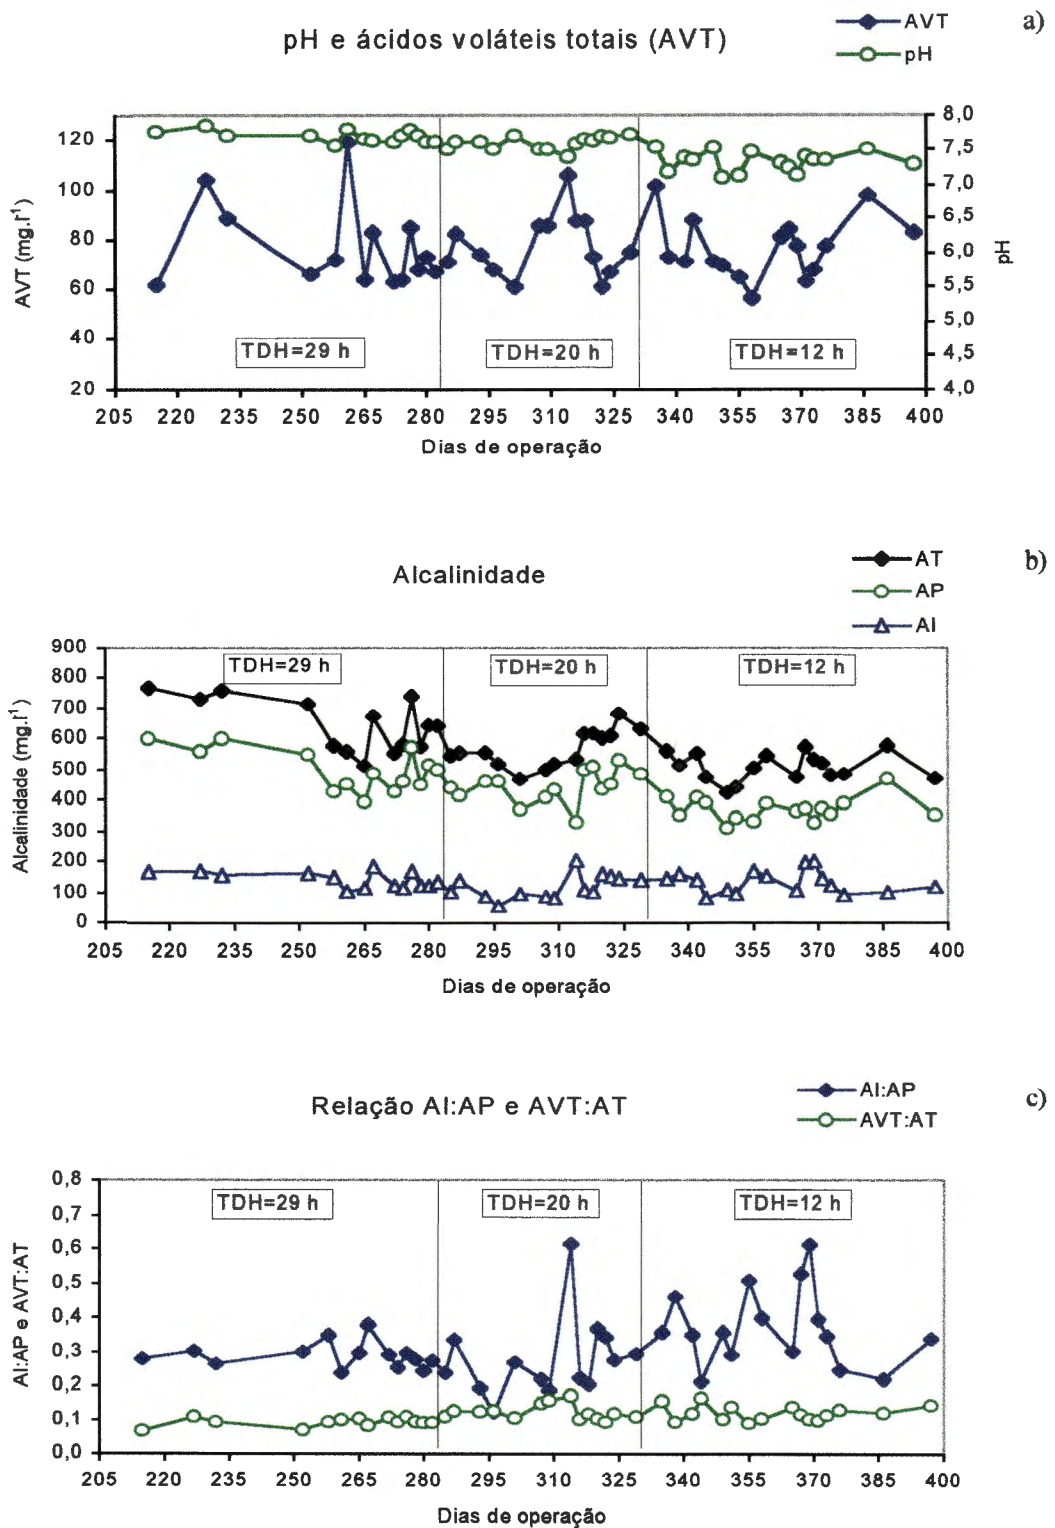 pH e ácidos voláteis totais (AVT)
AVT
pH
a)
AVT (mg.l¹)
120
100
80
60
40
20
8,0
7,5
7,0
6,5
6,0
5,5
5,0
4,5
4,0
pH
TDH=29 h
TDH=20 h
TDH=12 h
205 220 235 250 265 280 295 310 325 340 355 370 385 400
Dias de operação
Alcalinidade
AT
AP
AI
b)
Alcalinidade (mg.l¹)
900
800
700
600
500
400
300
200
100
0
TDH=29 h
TDH=20 h
TDH=12 h
205 220 235 250 265 280 295 310 325 340 355 370 385 400
Dias de operação
Relação AI:AP e AVT:AT
AI:AP
AVT:AT
c)
AI:AP e AVT:AT
0,8
0,7
0,6
0,5
0,4
0,3
0,2
0,1
0,0
TDH=29 h
TDH=20 h
TDH=12 h
205 220 235 250 265 280 295 310 325 340 355 370 385 400
Dias de operação